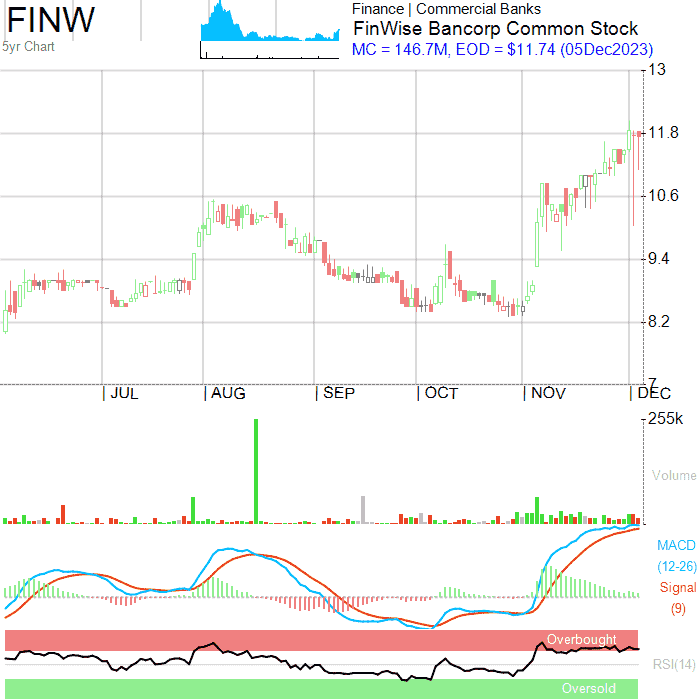 FINW
5yr Chart
Finance | Commercial Banks
FinWise Bancorp Common Stock
MC = 146.7M, EOD = $11.74 (05Dec2023)
13
11.8
10.6
9.4
8.2
7
| JUL | AUG | SEP | OCT | NOV | DEC
255k
Volume
MACD
(12-26)
Signal
(9)
Overbought
RSI(14)
Oversold